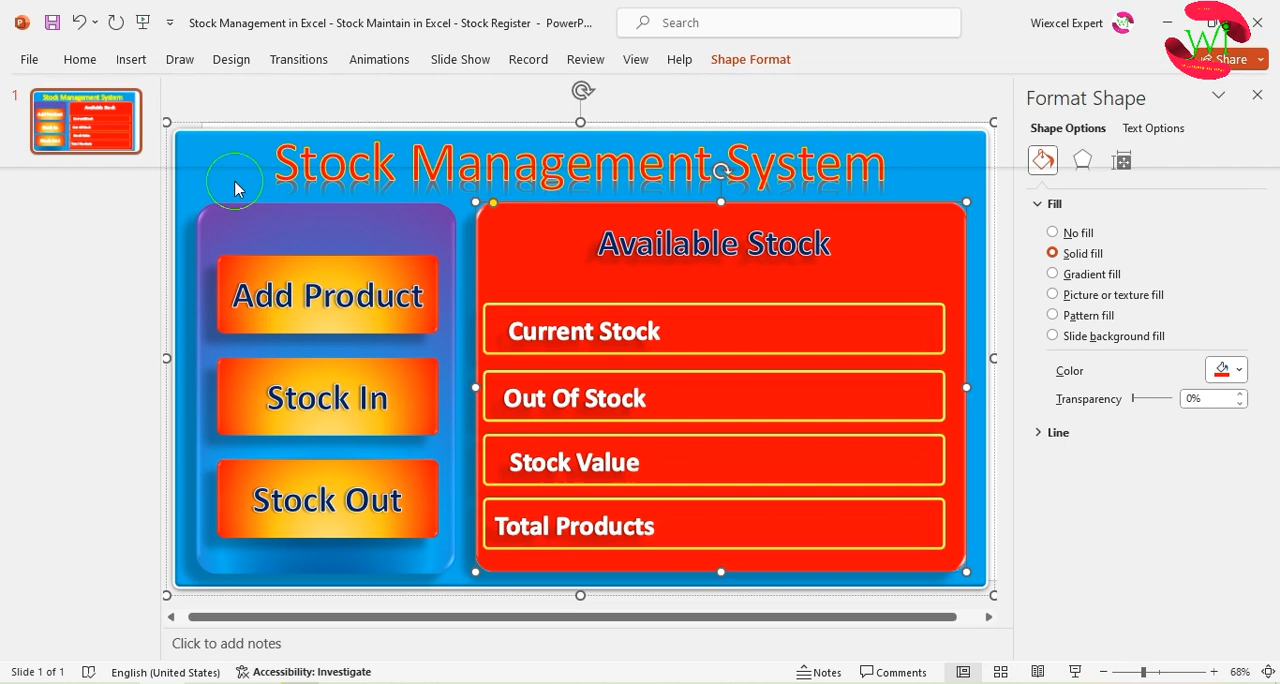 Stock Management in Excel - Stock Maintain in Excel - Stock Register - PowerP...
Search
Wiexcel Expert
Wi
File Home Insert Draw Design Transitions Animations Slide Show Record Review View Help Shape Format
Share
1
Format Shape
Shape Options Text Options
Fill
No fill
Solid fill
Gradient fill
Picture or texture fill
Pattern fill
Slide background fill
Color
Transparency 0%
Line
Stock Management System
Add Product
Stock In
Stock Out
Available Stock
Current Stock
Out Of Stock
Stock Value
Total Products
Click to add notes
Slide 1 of 1 English (United States) Accessibility: Investigate Notes Comments 68%